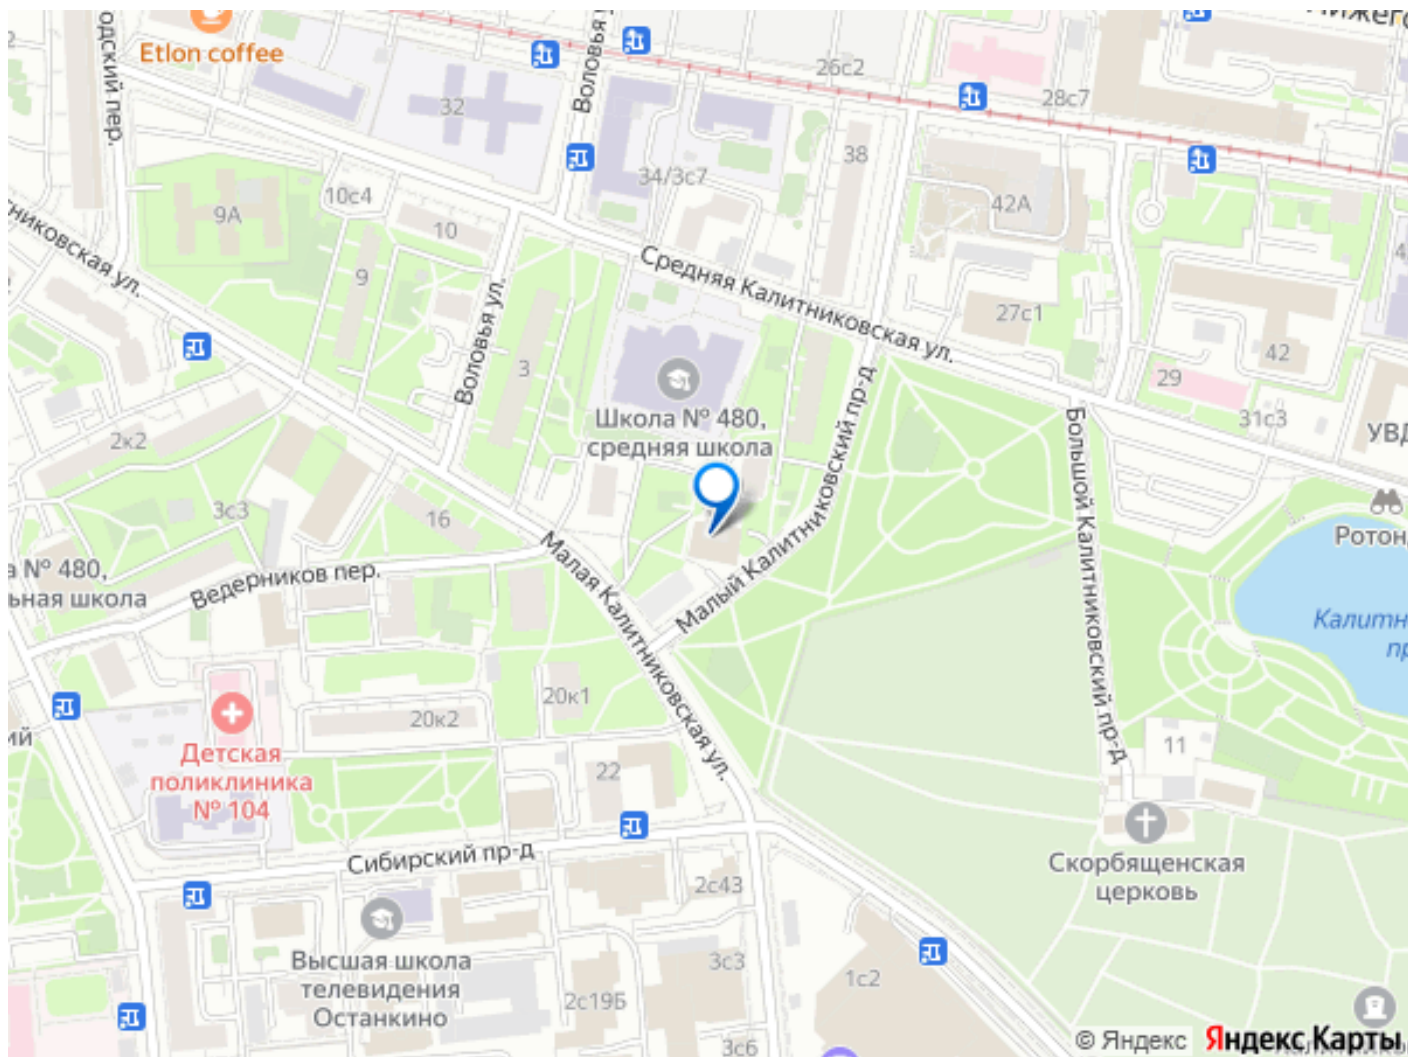 Etlon coffee
одский пер.
Воловья у
26с2
28с7
32
38
34/3с7
10с4
9А
10
42А
Средняя Калитниковская ул.
никовская ул.
9
27с1
Воловья ул.
3
42
29
31с3
Школа № 480,
средняя школа
УВД
2к2
Малый Калитниковский пр-д
Большой Калитниковский пр-д
3с3
16
Ротон
а № 480,
ьная школа
Ведерников пер.
Малая Калитниковская ул.
Калитн
пр
20к1
20к2
ий
Детская
поликлиника
№ 104
22
11
Сибирский пр-д
Скорбященская
церковь
2с43
Высшая школа
телевидения
Останкино
3с3
1с2
2с19Б
3с6
© Яндекс
Яндекс Карты